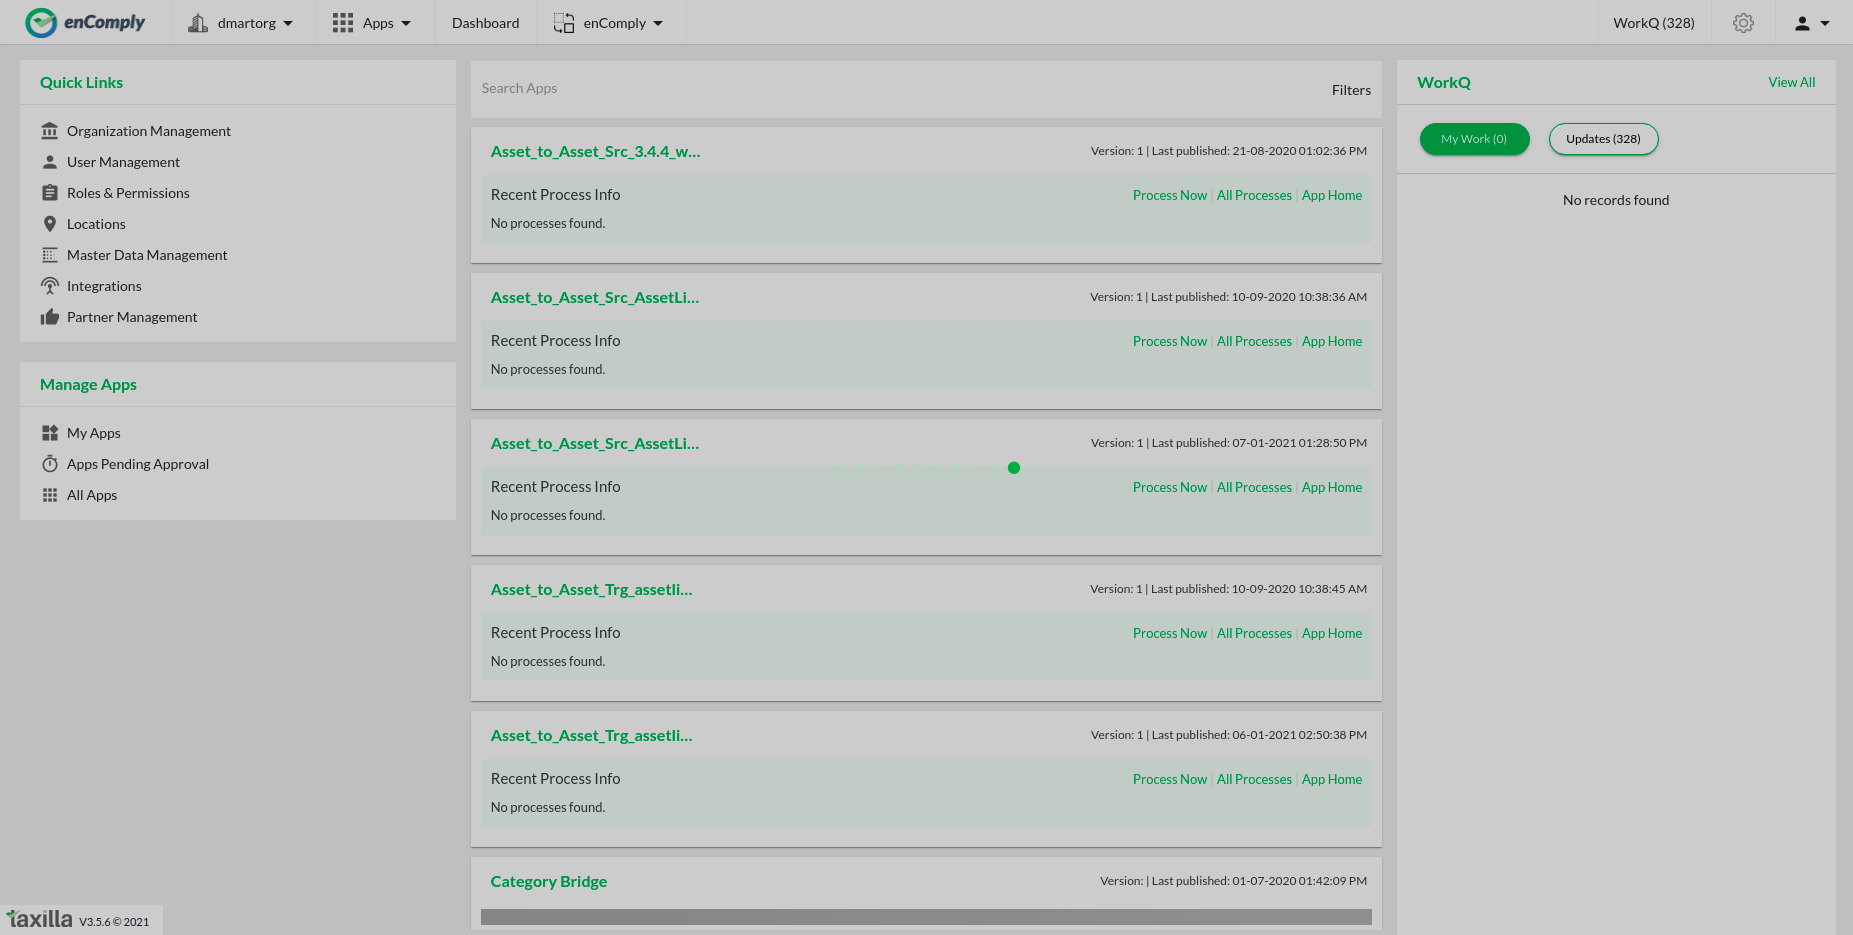 enComply
dmartorg
Apps
Dashboard
enComply
WorkQ (328)
Quick Links
Organization Management
User Management
Roles & Permissions
Locations
Master Data Management
Integrations
Partner Management
Manage Apps
My Apps
Apps Pending Approval
All Apps
Search Apps
Filters
Asset_to_Asset_Src_3.4.4_w...
Version: 1 | Last published: 21-08-2020 01:02:36 PM
Recent Process Info
Process Now | All Processes | App Home
No processes found.
Asset_to_Asset_Src_AssetLi...
Version: 1 | Last published: 10-09-2020 10:38:36 AM
Recent Process Info
Process Now | All Processes | App Home
No processes found.
Asset_to_Asset_Src_AssetLi...
Version: 1 | Last published: 07-01-2021 01:28:50 PM
Recent Process Info
Process Now | All Processes | App Home
No processes found.
Asset_to_Asset_Trg_assetli...
Version: 1 | Last published: 10-09-2020 10:38:45 AM
Recent Process Info
Process Now | All Processes | App Home
No processes found.
Asset_to_Asset_Trg_assetli...
Version: 1 | Last published: 06-01-2021 02:50:38 PM
Recent Process Info
Process Now | All Processes | App Home
No processes found.
Category Bridge
Version: | Last published: 01-07-2020 01:42:09 PM
WorkQ
View All
My Work (0)
Updates (328)
No records found
taxilla V3.5.6 © 2021